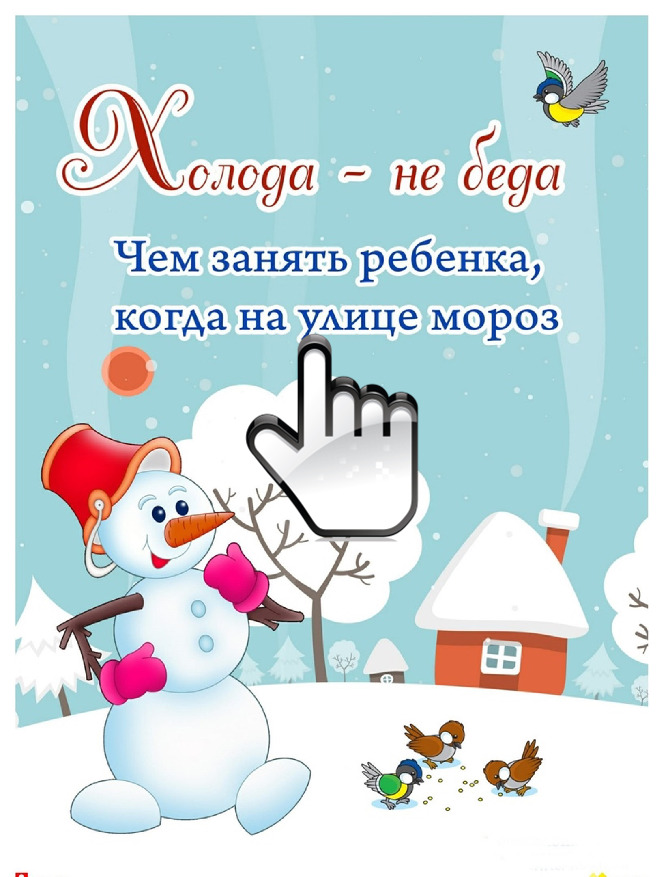 Холода - не беда
Чем занять ребенка,
когда на улице мороз